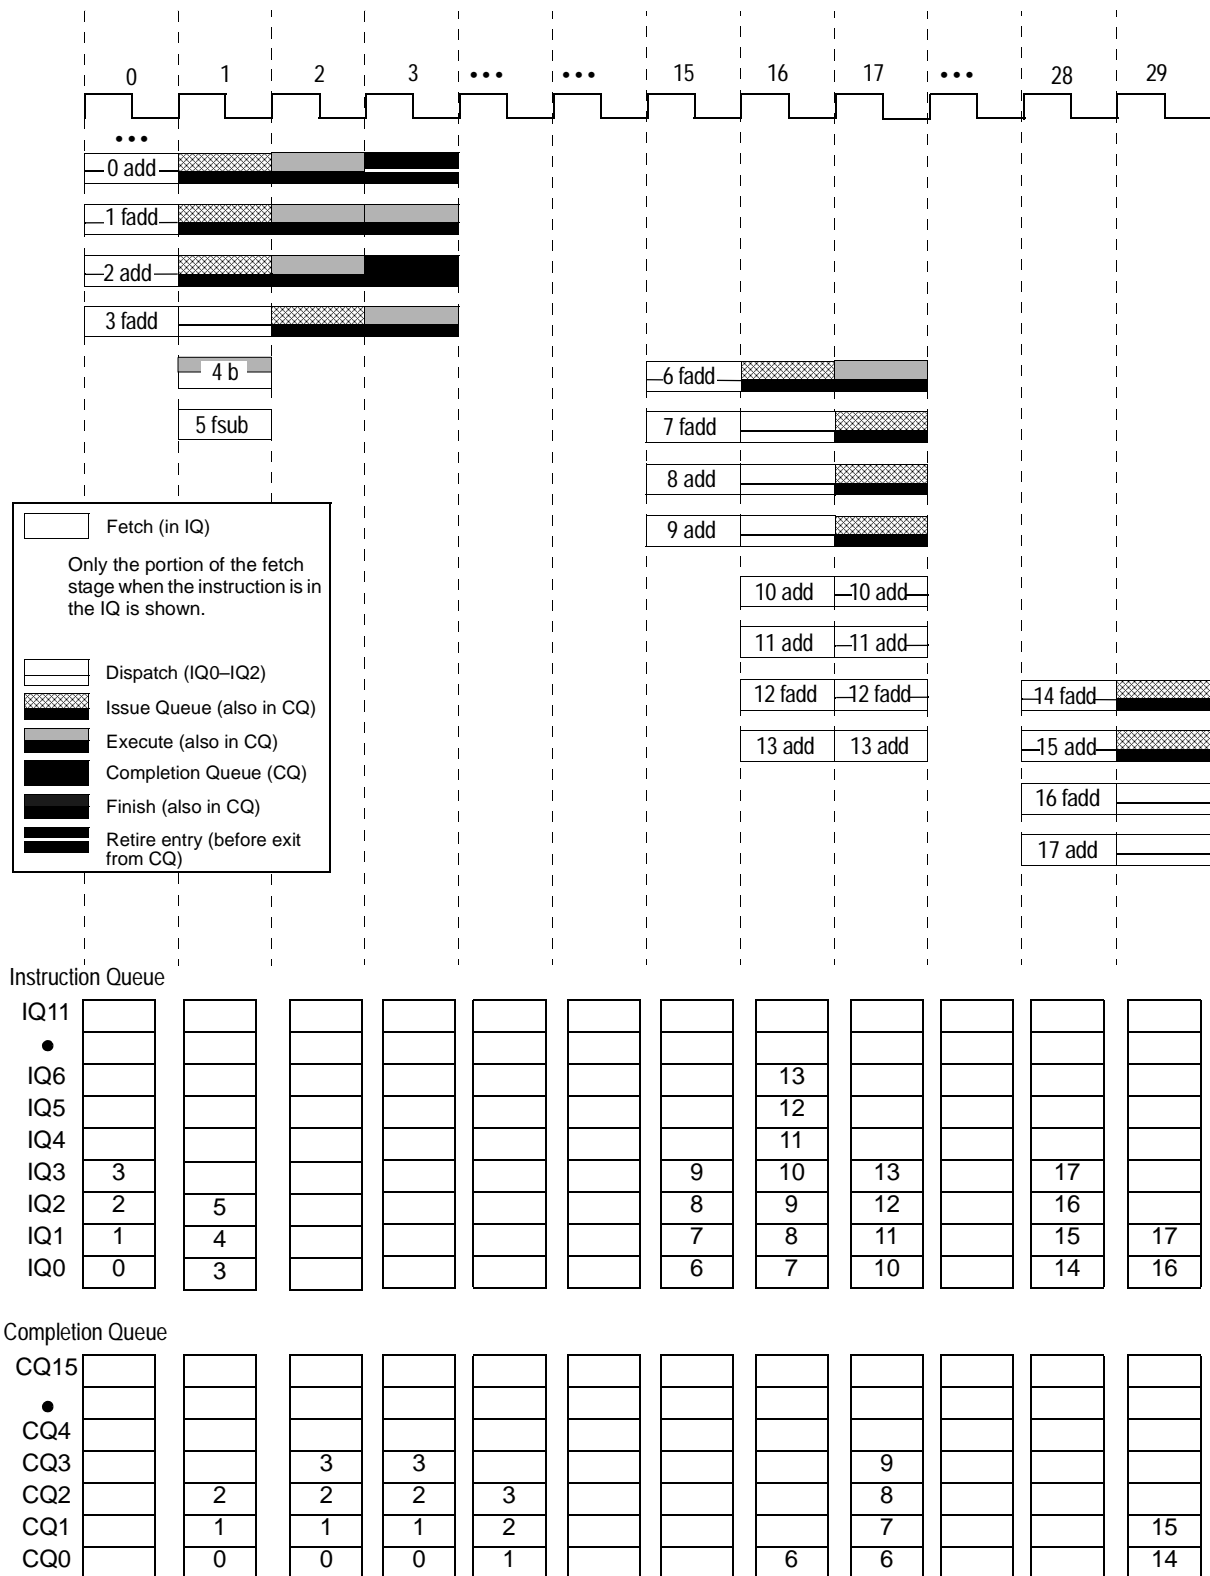 0 1 2 3 ••• ••• 15 16 17 ••• 28 29
•••
0 add
1 fadd
2 add
3 fadd
4 b
6 fadd
5 fsub
7 fadd
8 add
9 add
Fetch (in IQ)
Only the portion of the fetch
stage when the instruction is in
the IQ is shown.
10 add 10 add
11 add 11 add
Dispatch (IQ0–IQ2)
12 fadd 12 fadd 14 fadd
Issue Queue (also in CQ)
Execute (also in CQ)
13 add 13 add 15 add
Completion Queue (CQ)
Finish (also in CQ)
16 fadd
Retire entry (before exit
from CQ)
17 add
Instruction Queue
IQ11
•
IQ6 13
IQ5 12
IQ4 11
IQ3 3 9 10 13 17
IQ2 2 5 8 9 12 16
IQ1 1 4 7 8 11 15 17
IQ0 0 3 6 7 10 14 16
Completion Queue
CQ15
•
CQ4
CQ3 3 3 9
CQ2 2 2 2 3 8
CQ1 1 1 1 2 7 15
CQ0 0 0 0 1 6 6 14